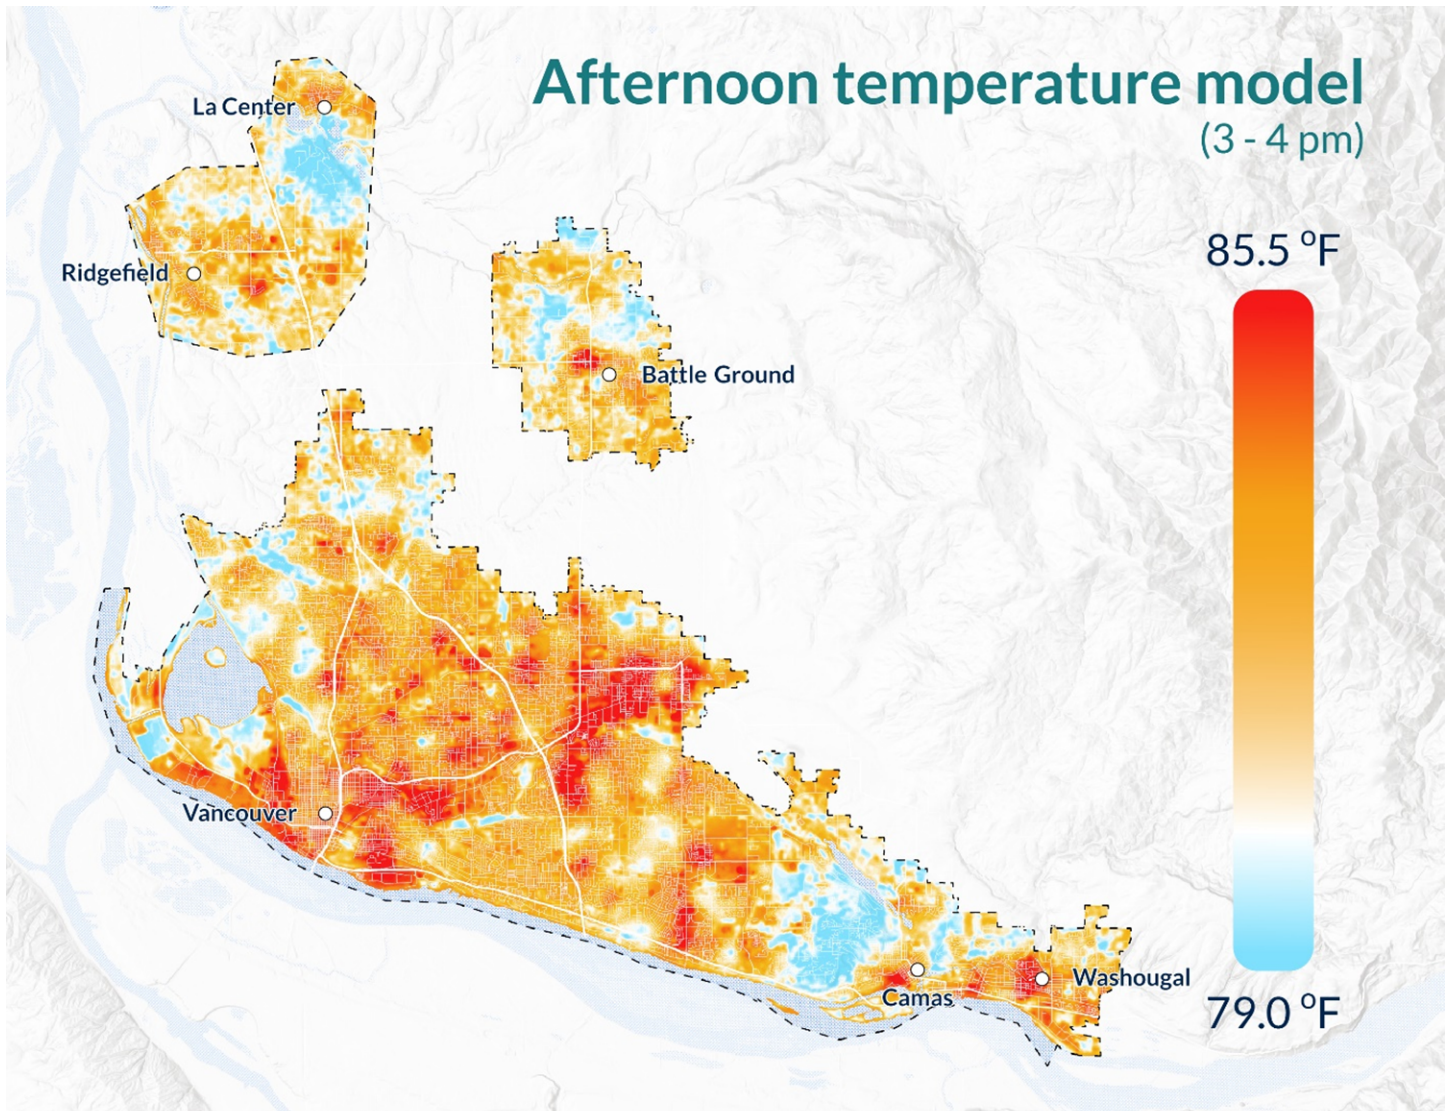 Afternoon temperature model
(3 - 4 pm)
La Center
85.5 °F
Ridgefield
Battle Ground
Vancouver
Washougal
Camas
79.0 °F